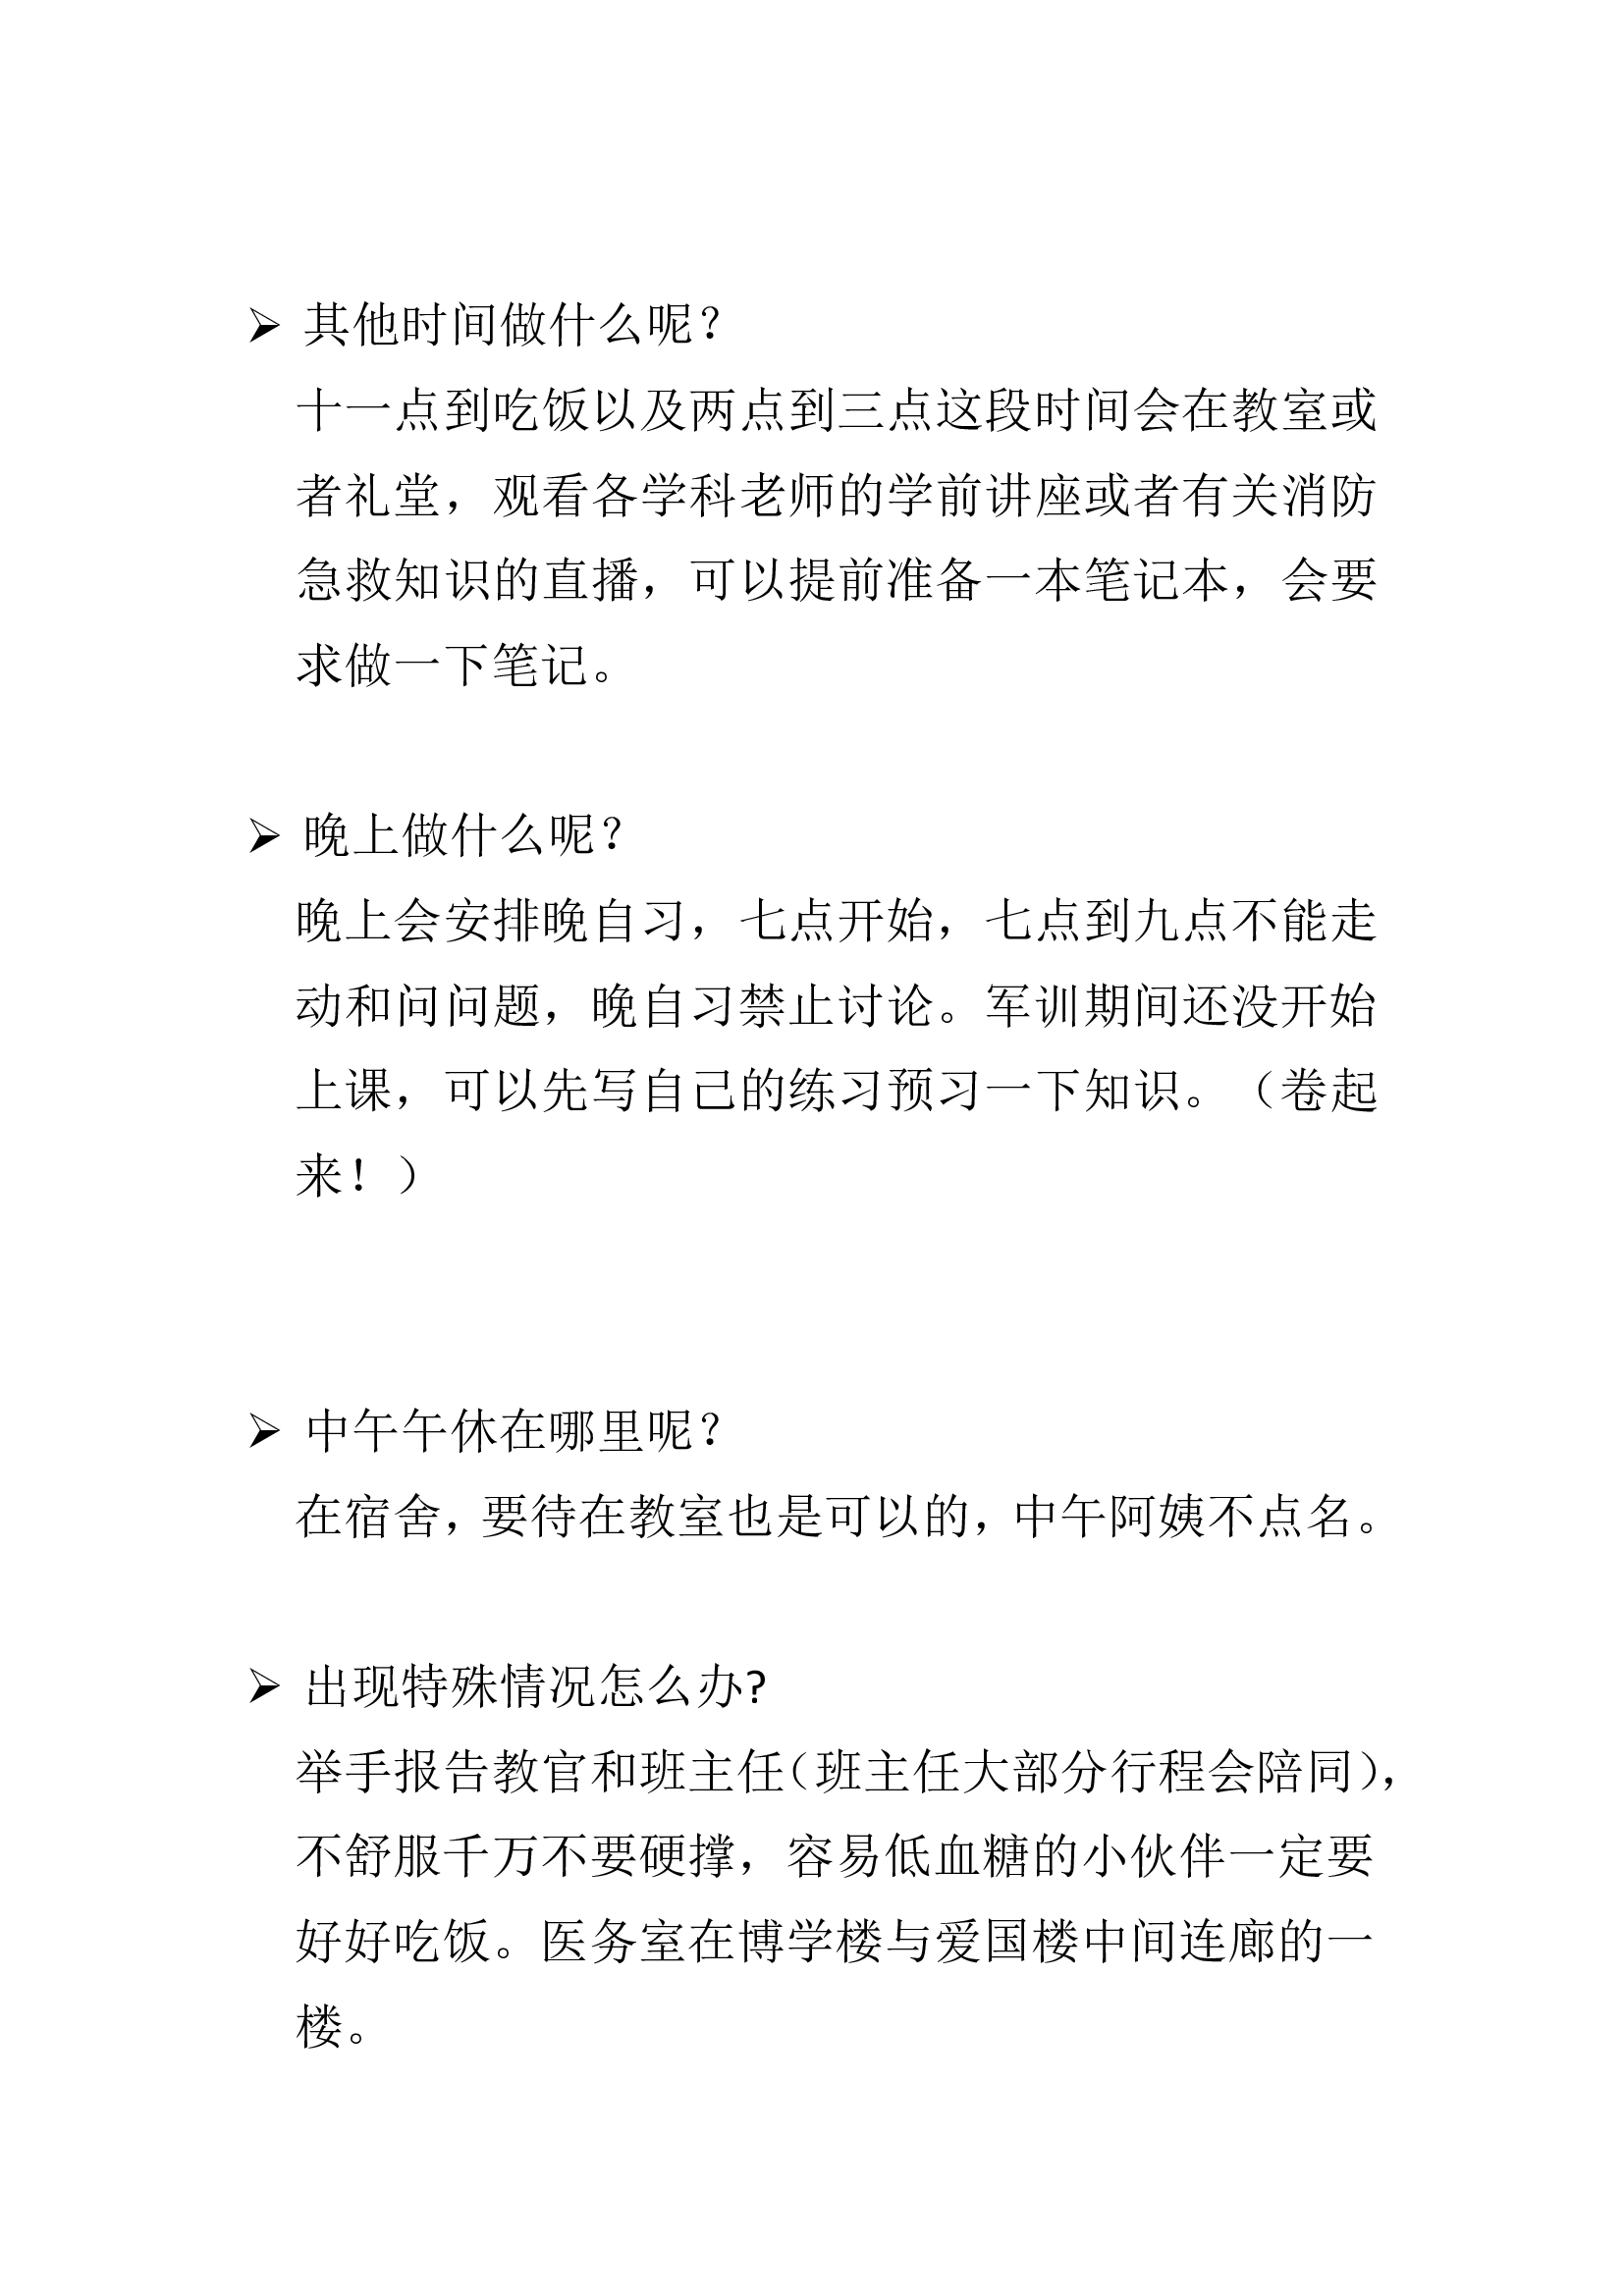 ➢ 其他时间做什么呢？
十一点到吃饭以及两点到三点这段时间会在教室或
者礼堂，观看各学科老师的学前讲座或者有关消防
急救知识的直播，可以提前准备一本笔记本，会要
求做一下笔记。
➢ 晚上做什么呢？
晚上会安排晚自习，七点开始，七点到九点不能走
动和问问题，晚自习禁止讨论。军训期间还没开始
上课，可以先写自己的练习预习一下知识。（卷起
来！）
➢ 中午午休在哪里呢？
在宿舍，要待在教室也是可以的，中午阿姨不点名。
➢ 出现特殊情况怎么办?
举手报告教官和班主任（班主任大部分行程会陪同），
不舒服千万不要硬撑，容易低血糖的小伙伴一定要
好好吃饭。医务室在博学楼与爱国楼中间连廊的一
楼。